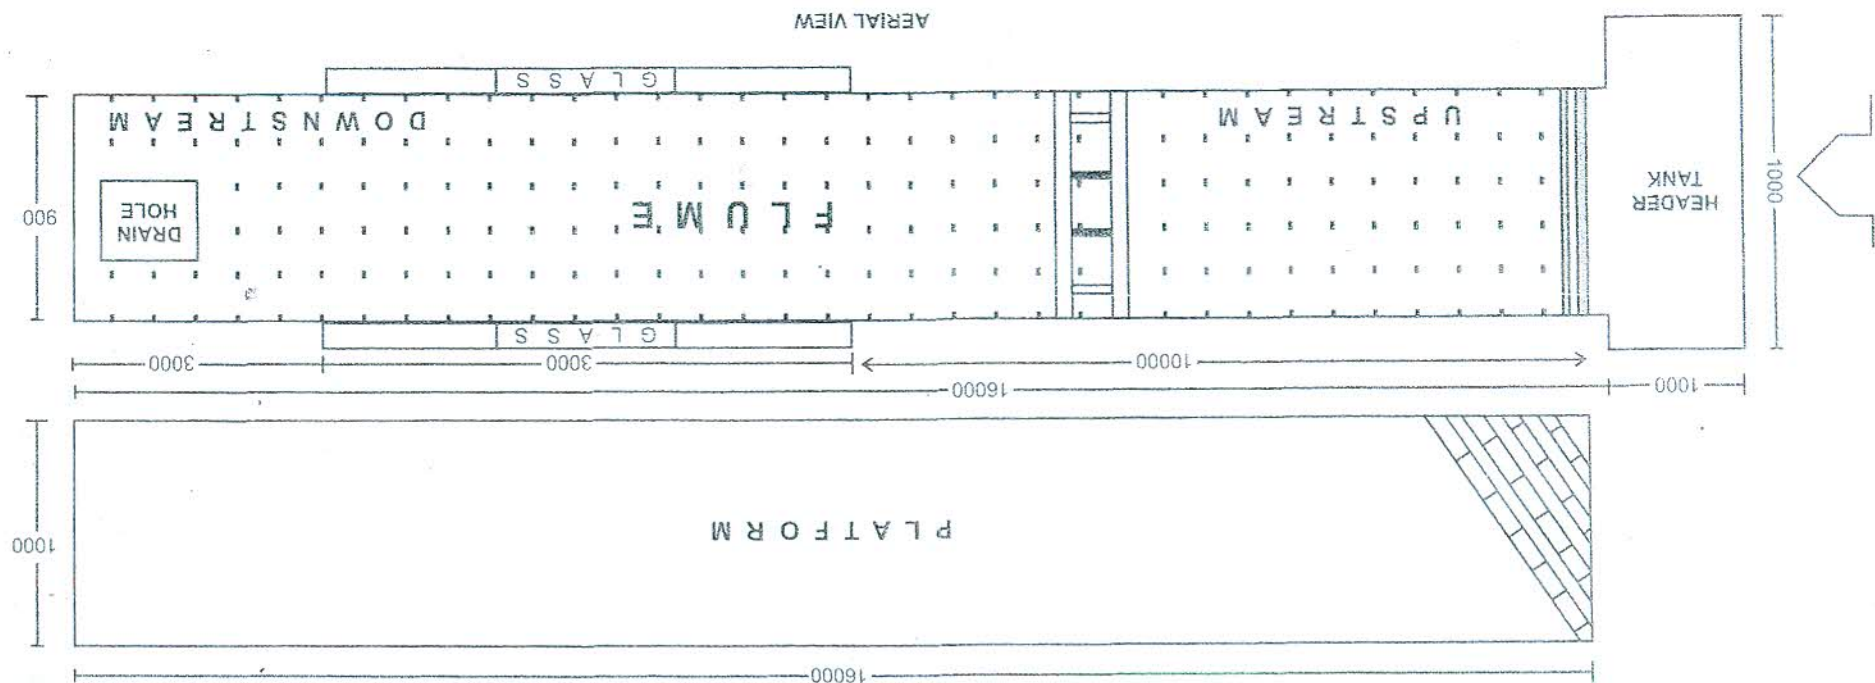 16000
PLATFORM
1000
1000
16000
10000
3000
3000
GLASS
HEADER
TANK
1000
FLUME
DRAIN
HOLE
900
UPSTREAM
DOWNSTREAM
GLASS
AERIAL VIEW